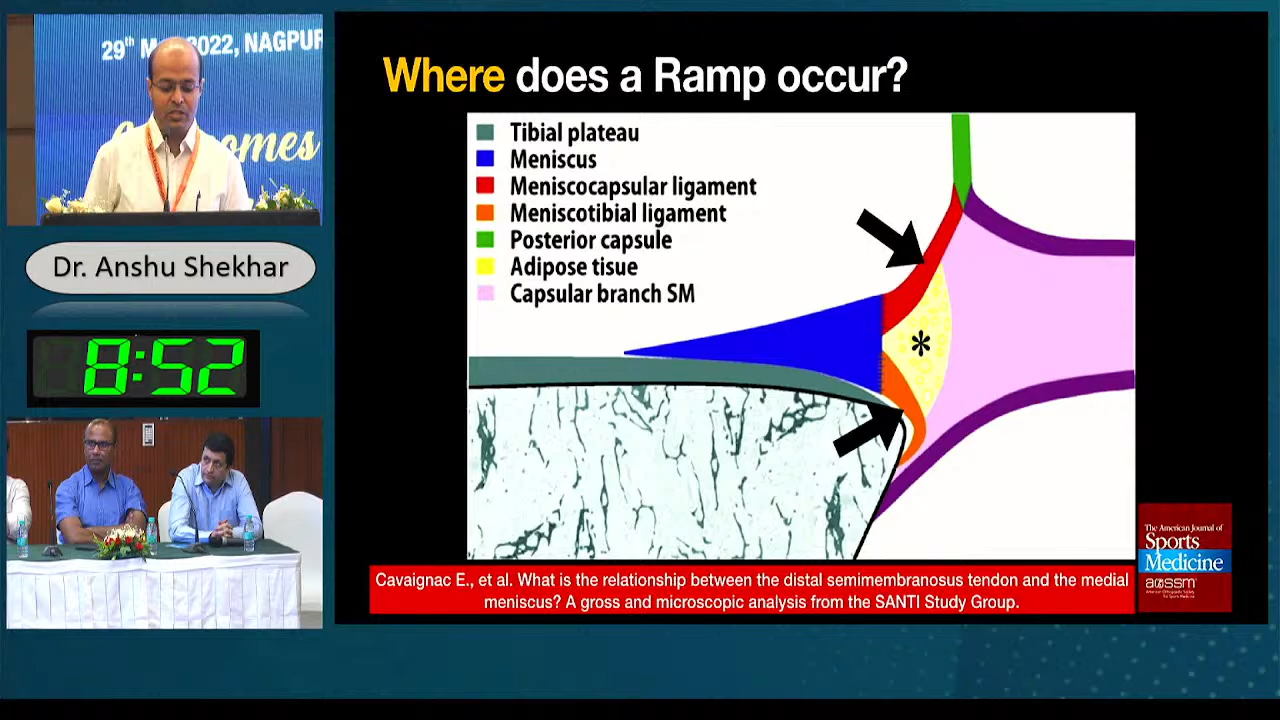 29th M 2022, NAGPUR
omes
Dr. Anshu Shekhar
8:52
Where does a Ramp occur?
Tibial plateau
Meniscus
Meniscocapsular ligament
Meniscotibial ligament
Posterior capsule
Adipose tisue
Capsular branch SM
*
Cavaignac E., et al. What is the relationship between the distal semimembranosus tendon and the medial
meniscus? A gross and microscopic analysis from the SANTI Study Group.
The American Journal of
Sports
Medicine
aossm